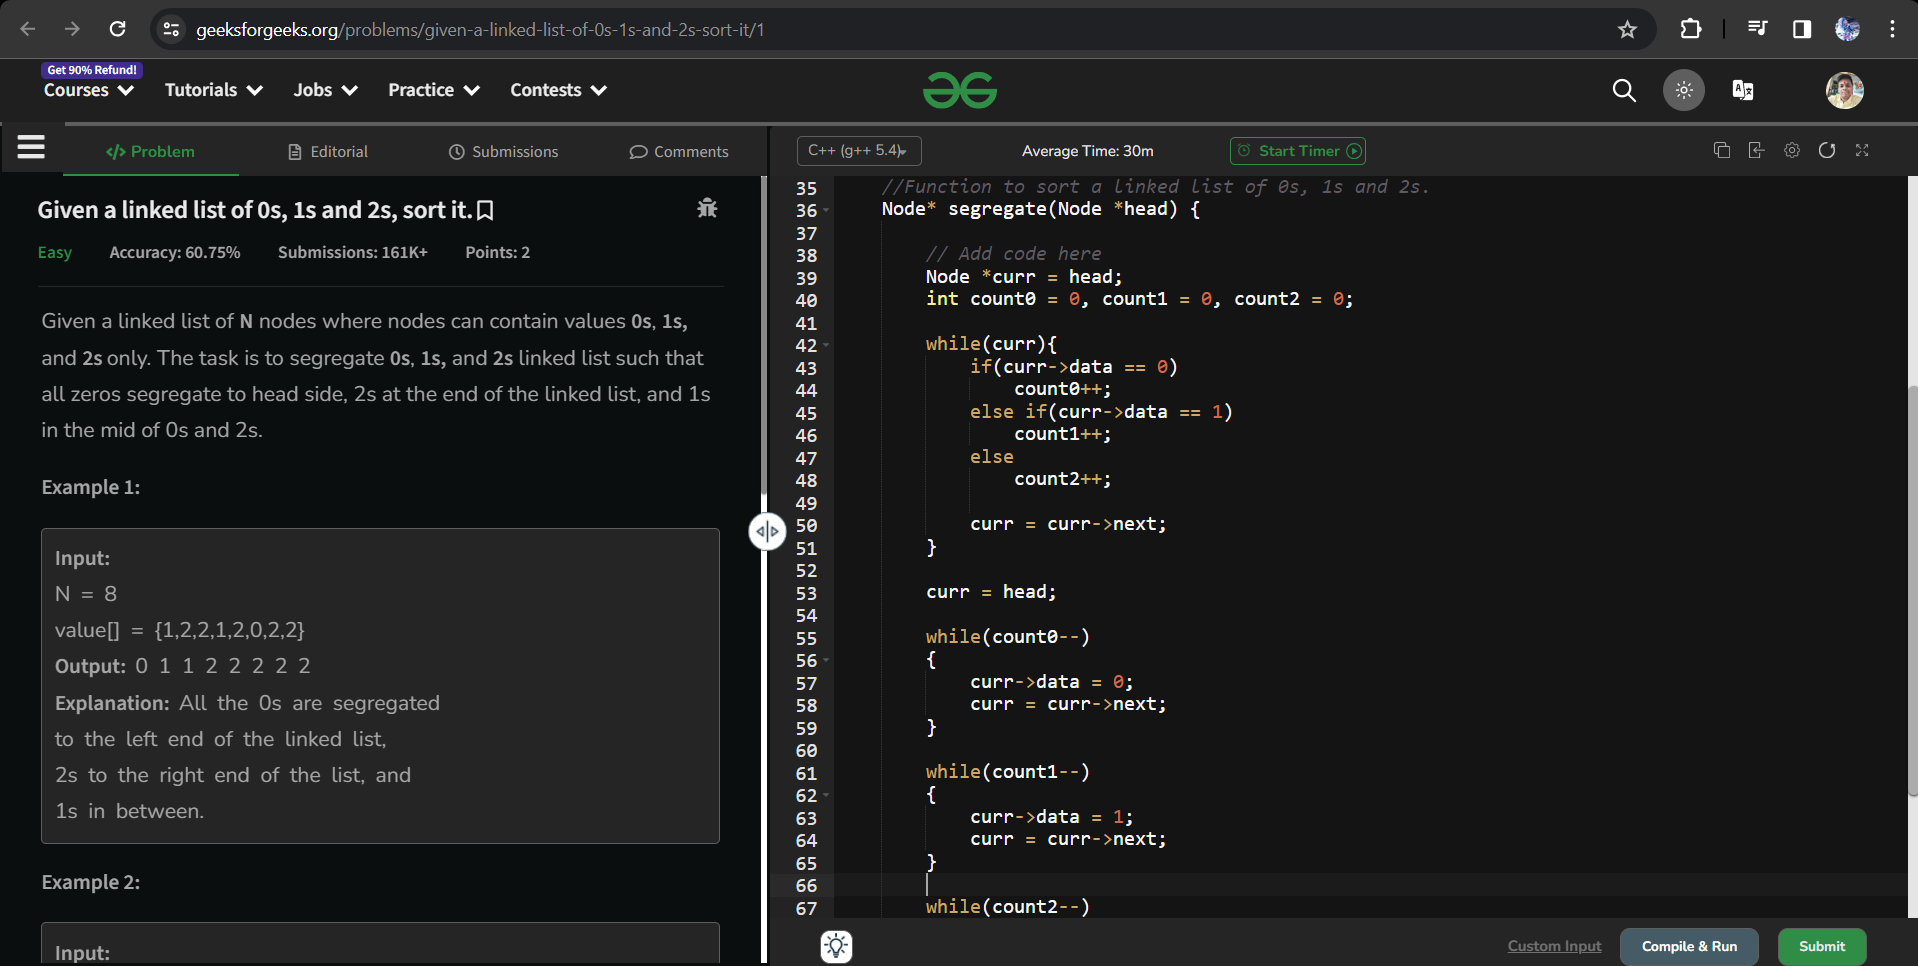 geeksforgeeks.org/problems/given-a-linked-list-of-0s-1s-and-2s-sort-it/1
Get 90% Refund!
Courses Tutorials Jobs Practice Contests
Problem Editorial Submissions Comments
Given a linked list of 0s, 1s and 2s, sort it.
Easy Accuracy: 60.75% Submissions: 161K+ Points: 2
Given a linked list of N nodes where nodes can contain values 0s, 1s,
and 2s only. The task is to segregate 0s, 1s, and 2s linked list such that
all zeros segregate to head side, 2s at the end of the linked list, and 1s
in the mid of 0s and 2s.
Example 1:
Input:
N = 8
value[] = {1,2,2,1,2,0,2,2}
Output: 0 1 1 2 2 2 2 2
Explanation: All the 0s are segregated
to the left end of the linked list,
2s to the right end of the list, and
1s in between.
Example 2:
Input:
C++ (g++ 5.4) Average Time: 30m Start Timer
35 //Function to sort a linked list of 0s, 1s and 2s.
36 Node* segregate(Node *head) {
37
38 // Add code here
39 Node *curr = head;
40 int count0 = 0, count1 = 0, count2 = 0;
41
42 while(curr){
43 if(curr->data == 0)
44 count0++;
45 else if(curr->data == 1)
46 count1++;
47 else
48 count2++;
49
50 curr = curr->next;
51 }
52
53 curr = head;
54
55 while(count0--)
56 {
57 curr->data = 0;
58 curr = curr->next;
59 }
60
61 while(count1--)
62 {
63 curr->data = 1;
64 curr = curr->next;
65 }
66
67 while(count2--)
Custom Input Compile & Run Submit